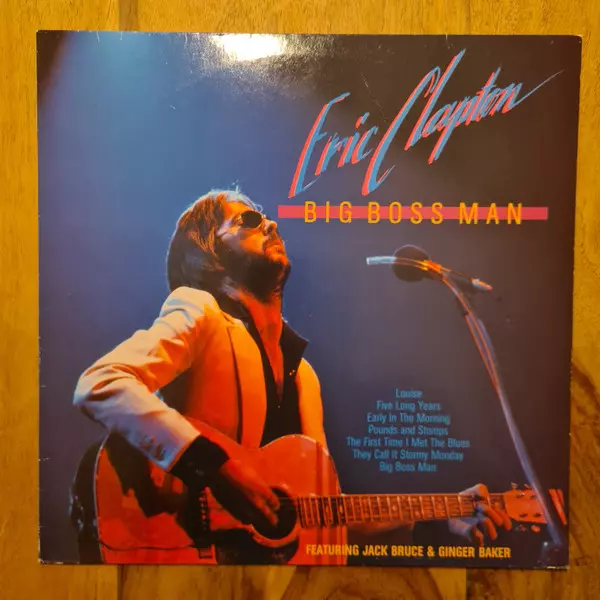 Eric Clapton
BIG BOSS MAN
Louise
Five Long Years
Early In The Morning
Pounds and Stomps
The First Time I Met The Blues
They Call It Stormy Monday
Big Boss Man
FEATURING JACK BRUCE & GINGER BAKER